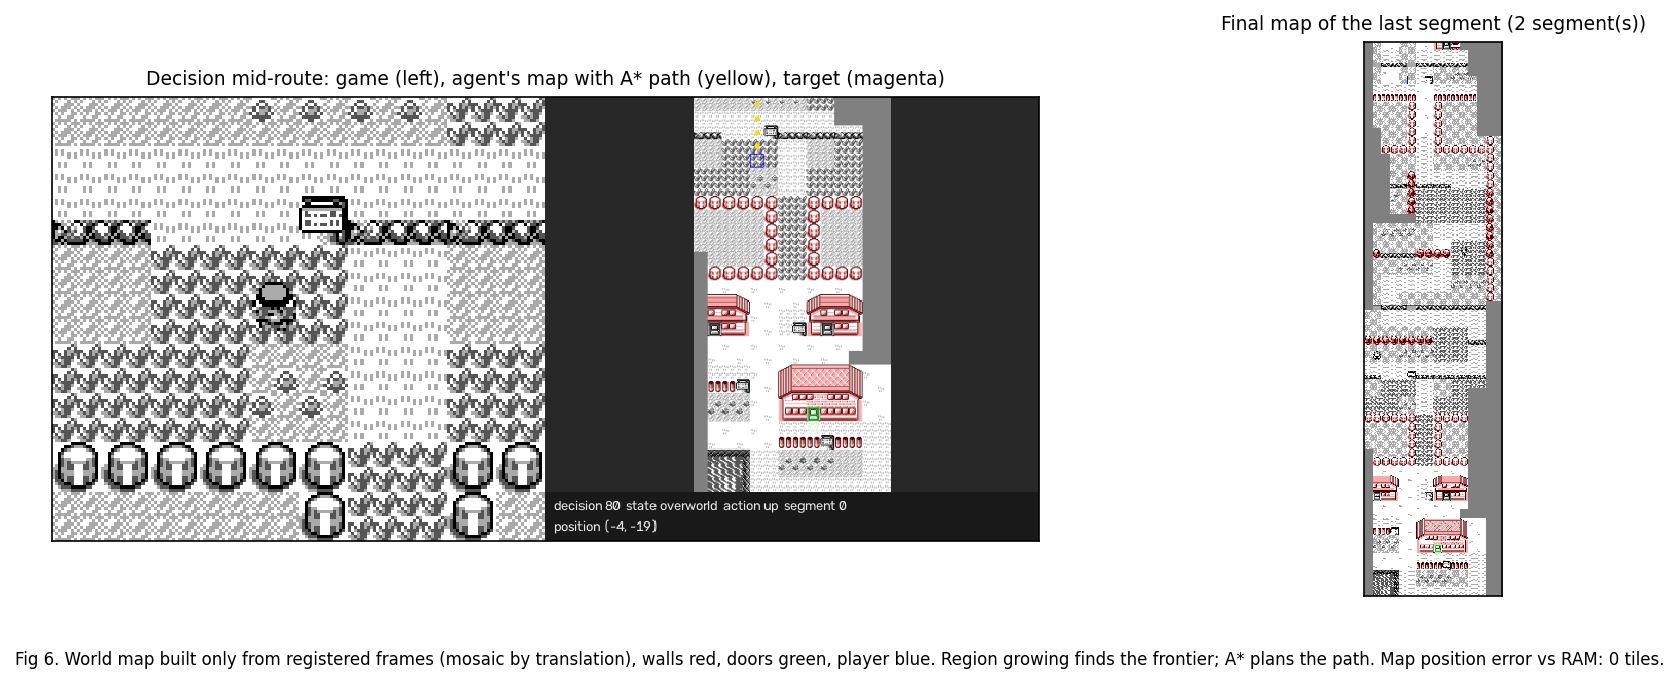 Final map of the last segment (2 segment(s))
Decision mid-route: game (left), agent's map with A* path (yellow), target (magenta)
decision 80 state overworld action up segment 0
position (-4, -19)
Fig 6. World map built only from registered frames (mosaic by translation), walls red, doors green, player blue. Region growing finds the frontier; A* plans the path. Map position error vs RAM: 0 tiles.